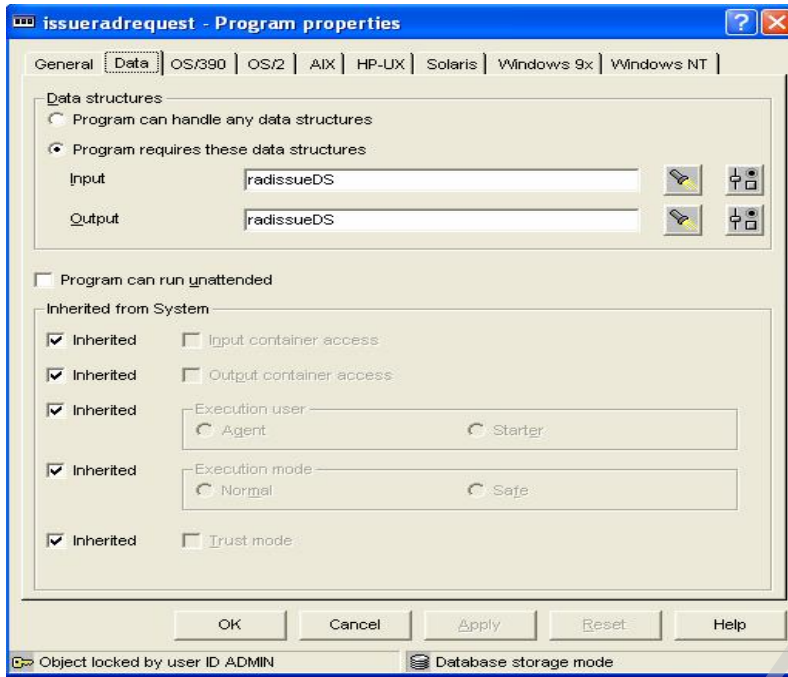 issueradrequest - Program properties
General Data OS/390 OS/2 AIX HP-UX Solaris Windows 9x Windows NT
Data structures
Program can handle any data structures
Program requires these data structures
Input radissueDS
Output radissueDS
Program can run unattended
Inherited from System
Inherited Input container access
Inherited Output container access
Inherited Execution user
Agent Starter
Inherited Execution mode
Normal Safe
Inherited Trust mode
OK Cancel Apply Reset Help
Object locked by user ID ADMIN Database storage mode